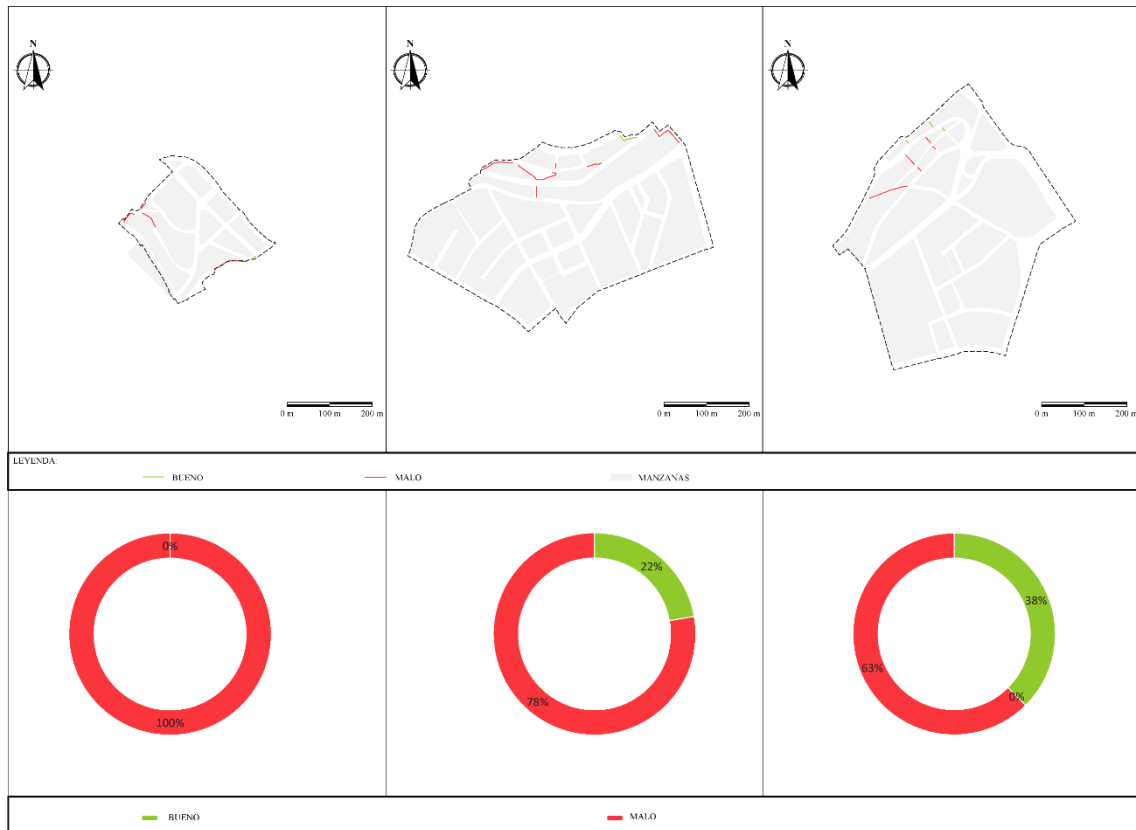 N
N
N
0 m 100 m 200 m
0 m 100 m 200 m
0 m 100 m 200 m
LEYENDA:
BUENO MALO MANZANAS
0%
100%
22%
78%
38%
63%
0%
BUENO MALO